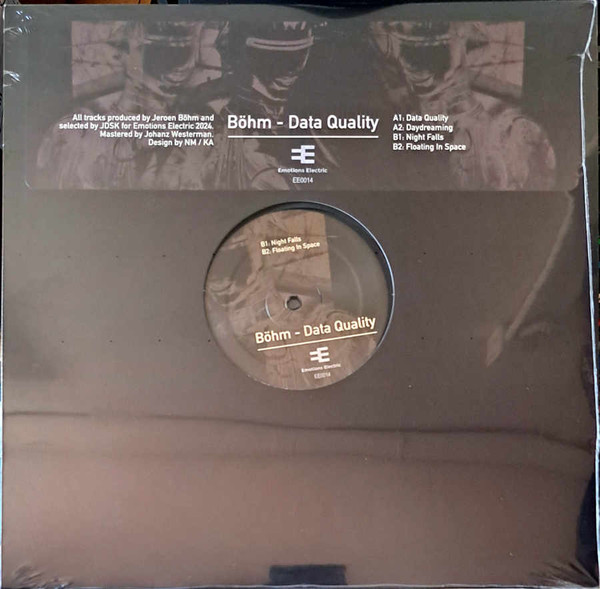 All tracks produced by Jeroen Böhm and
selected by JDSK for Emotions Electric 2024.
Mastered by Johanz Westerman.
Design by NM / KA
Böhm - Data Quality
Emotions Electric
EE0014
A1: Data Quality
A2: Daydreaming
B1: Night Falls
B2: Floating In Space
B1: Night Falls
B2: Floating In Space
Böhm - Data Quality
Emotions Electric
EE0014